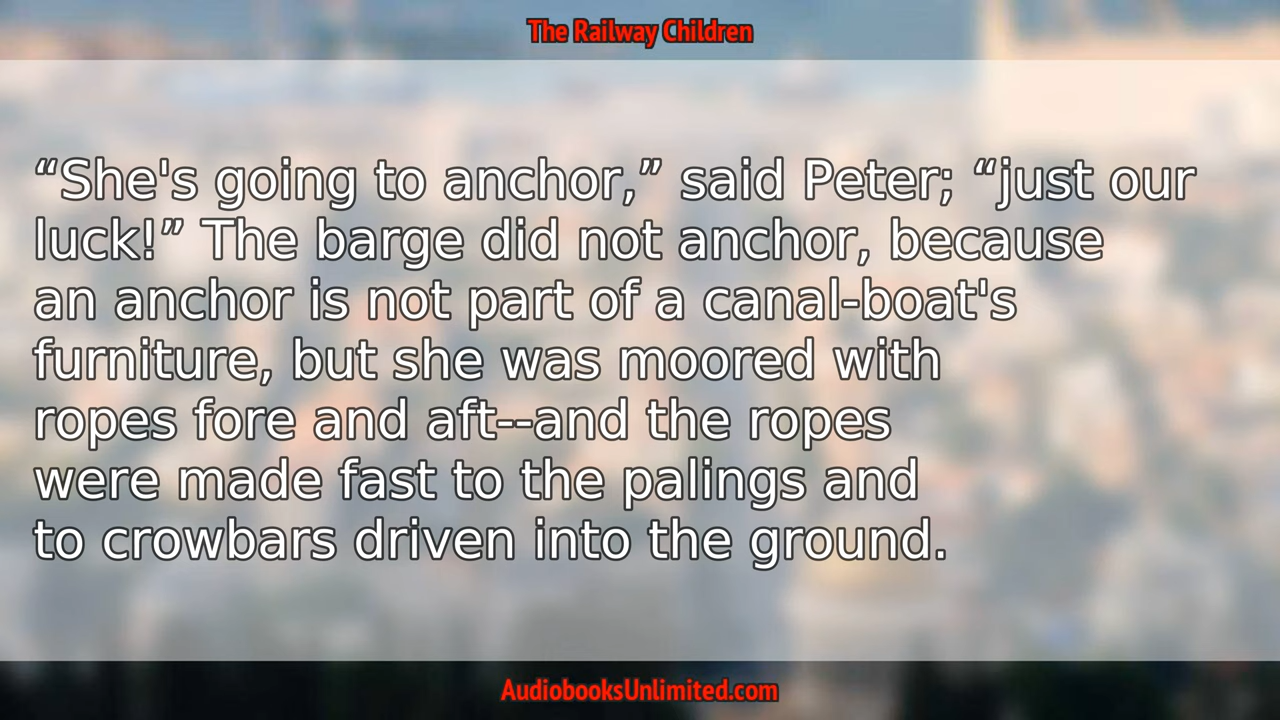 The Railway Children
“She's going to anchor,” said Peter; “just our
luck!” The barge did not anchor, because
an anchor is not part of a canal-boat's
furniture, but she was moored with
ropes fore and aft--and the ropes
were made fast to the palings and
to crowbars driven into the ground.
AudiobooksUnlimited.com